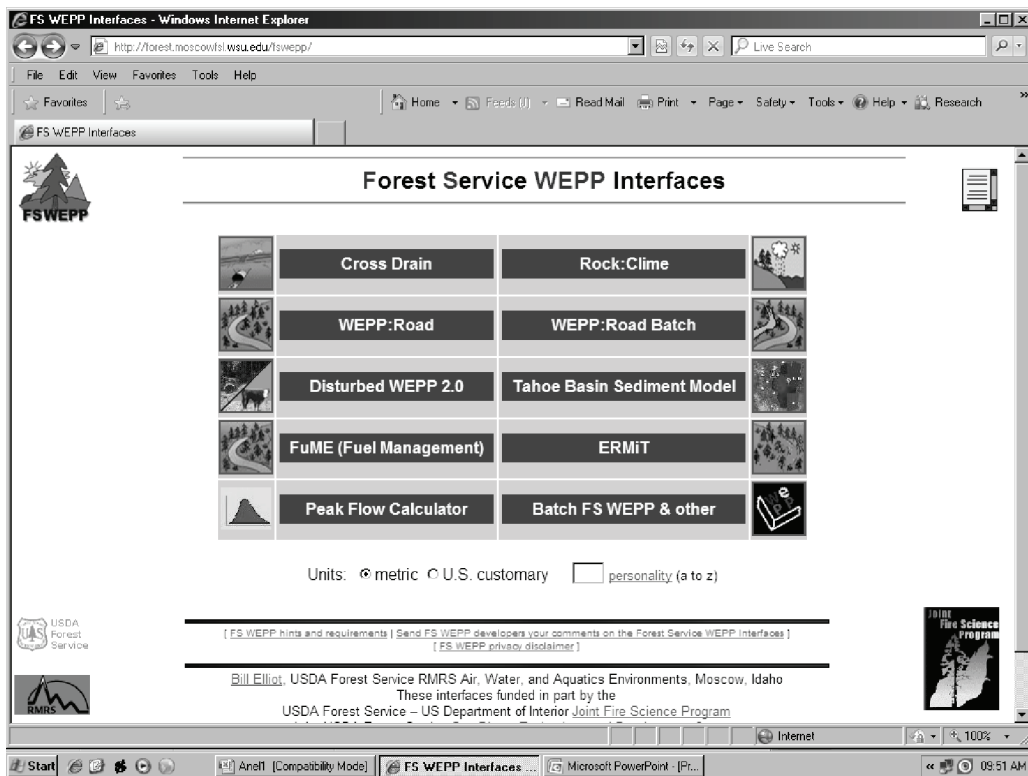 FS WEPP Interfaces - Windows Internet Explorer
http://forest.moscowfsl.wsu.edu/fswepp/
Live Search
File Edit View Favorites Tools Help
Favorites
Home Feeds (J) Read Mail Print Page Safety Tools Help Research
FS WEPP Interfaces
FSWEPP
Forest Service WEPP Interfaces
Cross Drain Rock:Clime
WEPP:Road WEPP:Road Batch
Disturbed WEPP 2.0 Tahoe Basin Sediment Model
FuME (Fuel Management) ERMiT
Peak Flow Calculator Batch FS WEPP & other
Units: metric U.S. customary personality (a to z)
USDA
Forest
Service
UAS
Joint
Fire Science
Program
[ FS WEPP hints and requirements | Send FS WEPP developers your comments on the Forest Service WEPP Interfaces ]
[ FS WEPP privacy disclaimer ]
Bill Elliot, USDA Forest Service RMRS Air, Water, and Aquatics Environments, Moscow, Idaho
These interfaces funded in part by the
USDA Forest Service – US Department of Interior Joint Fire Science Program
RMRS
Internet 100%
Start Anel1 [Compatibility Mode] FS WEPP Interfaces ... Microsoft PowerPoint - [Pr... 09:51 AM